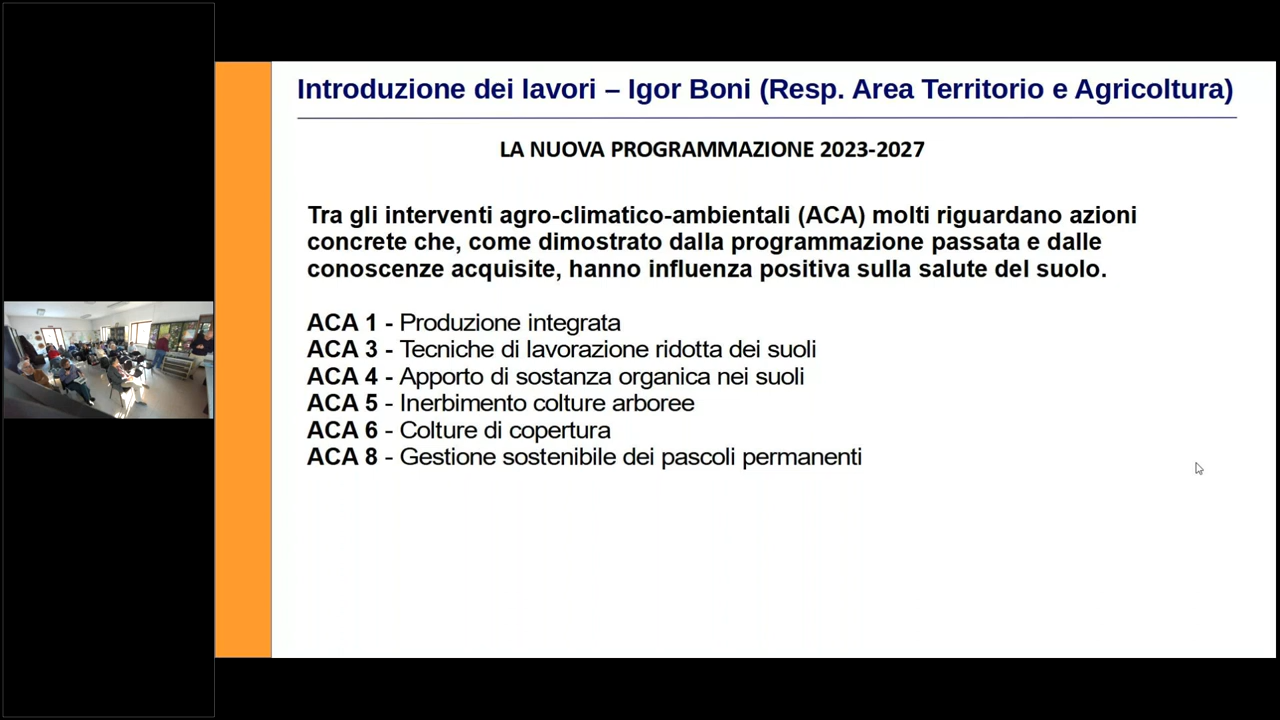 Introduzione dei lavori – Igor Boni (Resp. Area Territorio e Agricoltura)
LA NUOVA PROGRAMMAZIONE 2023-2027
Tra gli interventi agro-climatico-ambientali (ACA) molti riguardano azioni
concrete che, come dimostrato dalla programmazione passata e dalle
conoscenze acquisite, hanno influenza positiva sulla salute del suolo.
ACA 1 - Produzione integrata
ACA 3 - Tecniche di lavorazione ridotta dei suoli
ACA 4 - Apporto di sostanza organica nei suoli
ACA 5 - Inerbimento colture arboree
ACA 6 - Colture di copertura
ACA 8 - Gestione sostenibile dei pascoli permanenti